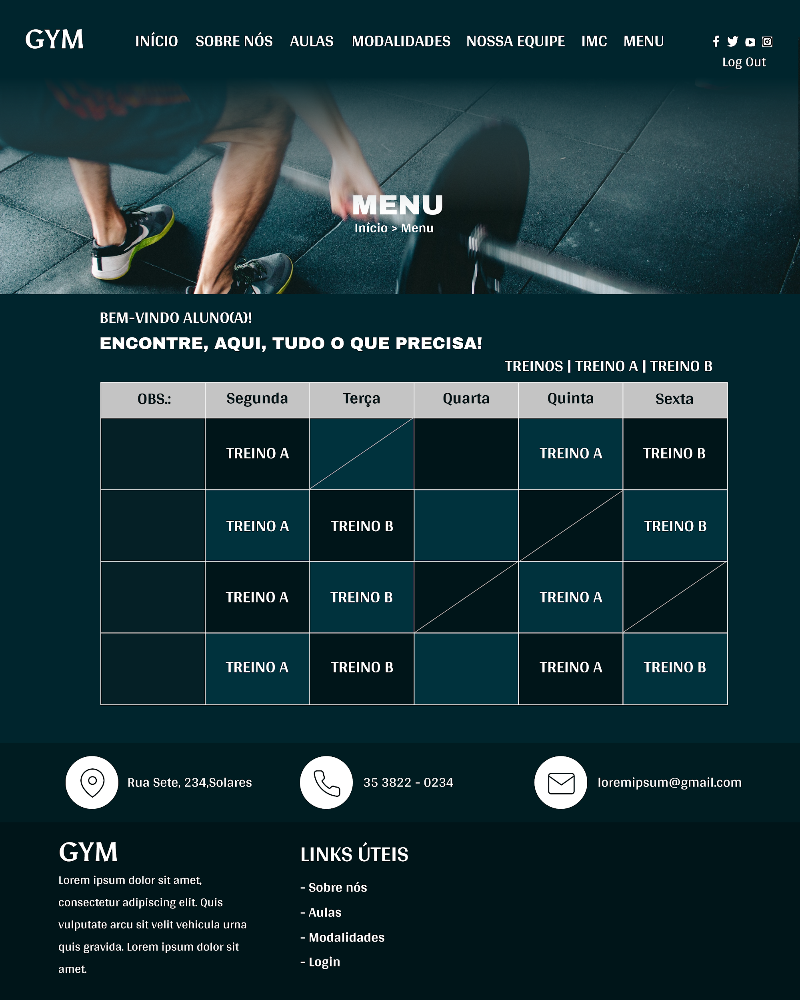 GYM
INÍCIO SOBRE NÓS AULAS MODALIDADES NOSSA EQUIPE IMC MENU
Log Out
MENU
Início > Menu
BEM-VINDO ALUNO(A)!
ENCONTRE, AQUI, TUDO O QUE PRECISA!
TREINOS | TREINO A | TREINO B
OBS.: Segunda Terça Quarta Quinta Sexta
TREINO A TREINO A TREINO B
TREINO A TREINO B TREINO B
TREINO A TREINO B TREINO A
TREINO A TREINO B TREINO A TREINO B
Rua Sete, 234,Solares
35 3822 - 0234
loremipsum@gmail.com
GYM
Lorem ipsum dolor sit amet,
consectetur adipiscing elit. Quis
vulputate arcu sit velit vehicula urna
quis gravida. Lorem ipsum dolor sit
amet.
LINKS ÚTEIS
- Sobre nós
- Aulas
- Modalidades
- Login